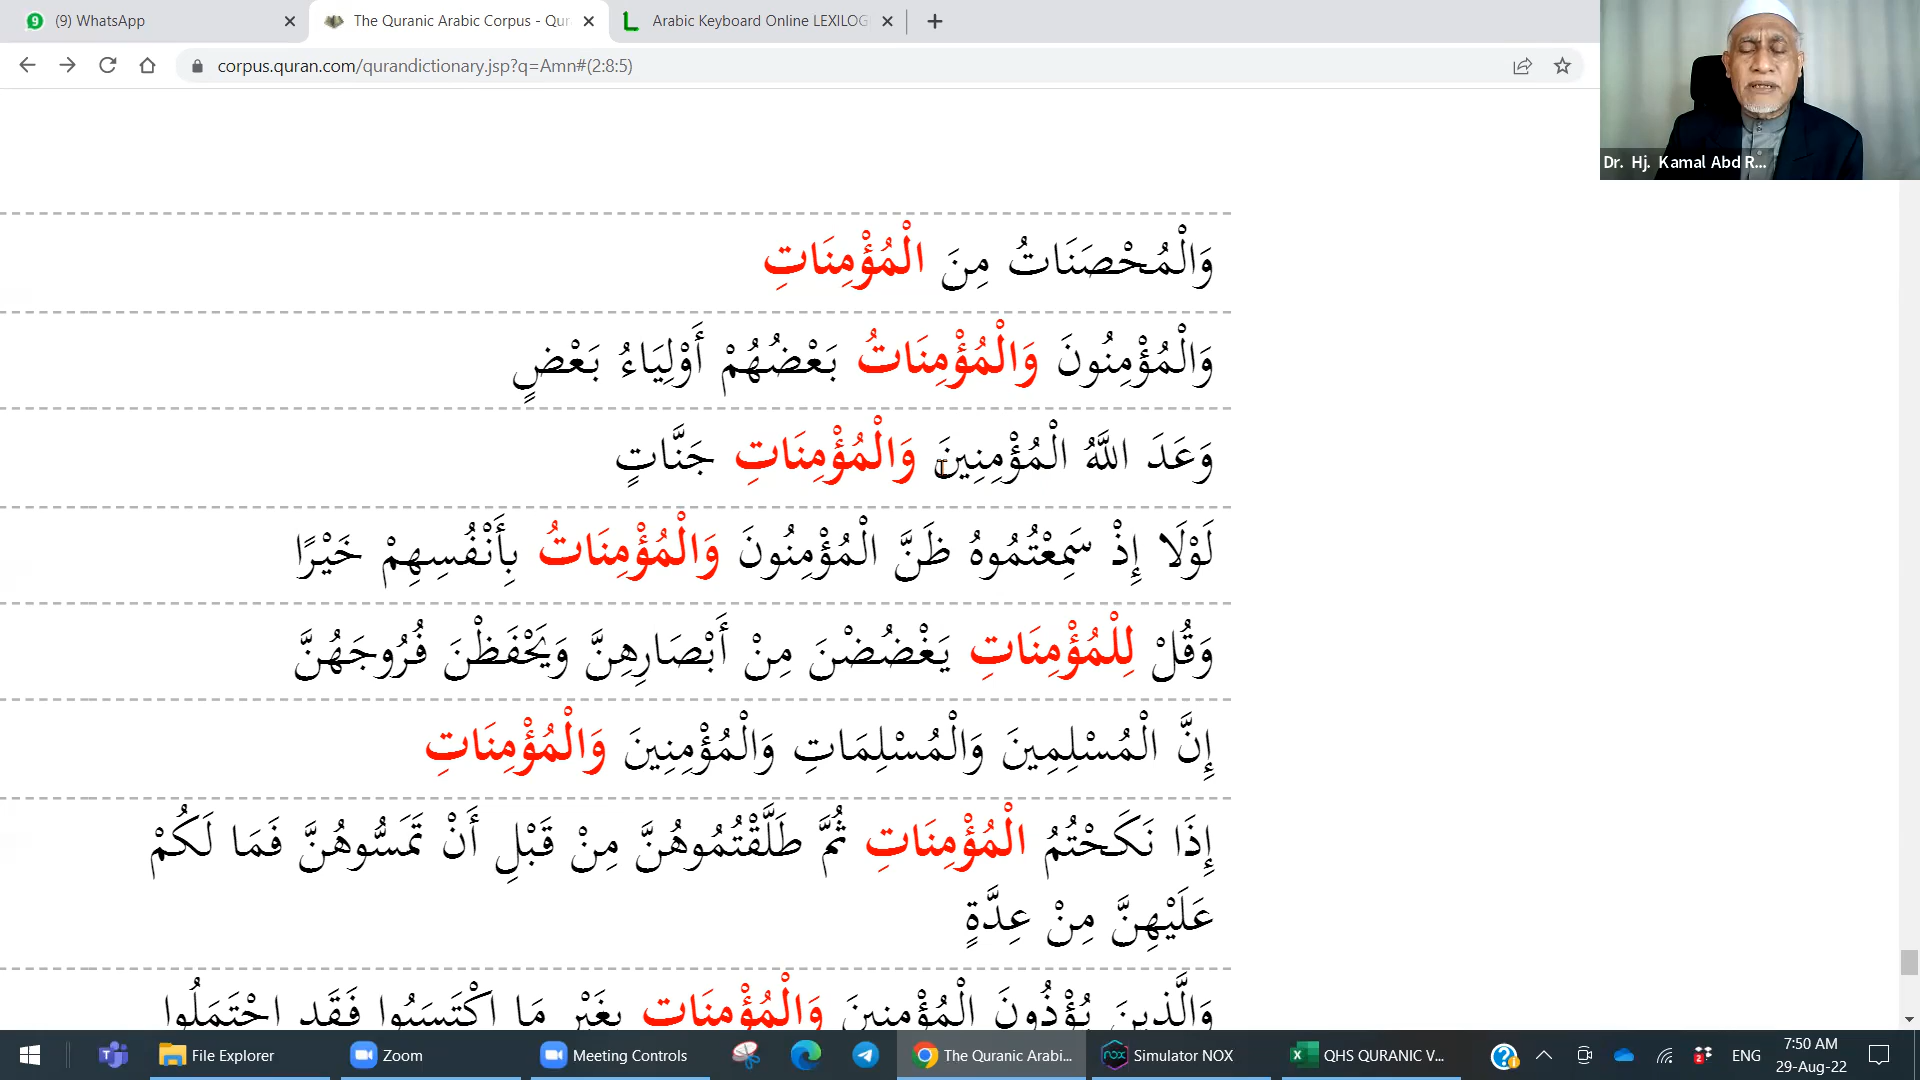 (9) WhatsApp
The Quranic Arabic Corpus - Qur
Arabic Keyboard Online LEXILOG
corpus.quran.com/qurandictionary.jsp?q=Amn#(2:8:5)
Dr. Hj. Kamal Abd R...
وَالْمُحْصَنَاتُ مِنَ الْمُؤْمِنَاتِ
وَالْمُؤْمِنُونَ وَالْمُؤْمِنَاتُ بَعْضُهُمْ أَوْلِيَاءُ بَعْضٍ
وَعَدَ اللَّهُ الْمُؤْمِنِينَ وَالْمُؤْمِنَاتِ جَنَّاتٍ
لَوْلَا إِذْ سَمِعْتُمُوهُ ظَنَّ الْمُؤْمِنُونَ وَالْمُؤْمِنَاتُ بِأَنْفُسِهِمْ خَيْرًا
وَقُلْ لِلْمُؤْمِنَاتِ يَغْضُضْنَ مِنْ أَبْصَارِهِنَّ وَيَحْفَظْنَ فُرُوجَهُنَّ
إِنَّ الْمُسْلِمِينَ وَالْمُسْلِمَاتِ وَالْمُؤْمِنِينَ وَالْمُؤْمِنَاتِ
إِذَا نَكَحْتُمُ الْمُؤْمِنَاتِ ثُمَّ طَلَّقْتُمُوهُنَّ مِنْ قَبْلِ أَنْ تَمَسُّوهُنَّ فَمَا لَكُمْ
عَلَيْهِنَّ مِنْ عِدَّةٍ
وَالَّذِينَ يُؤْذُونَ الْمُؤْمِنِينَ وَالْمُؤْمِنَاتِ بِغَيْرِ مَا اكْتَسَبُوا فَقَدِ احْتَمَلُوا
File Explorer
Zoom
Meeting Controls
The Quranic Arabi...
Simulator NOX
QHS QURANIC V...
ENG
7:50 AM
29-Aug-22